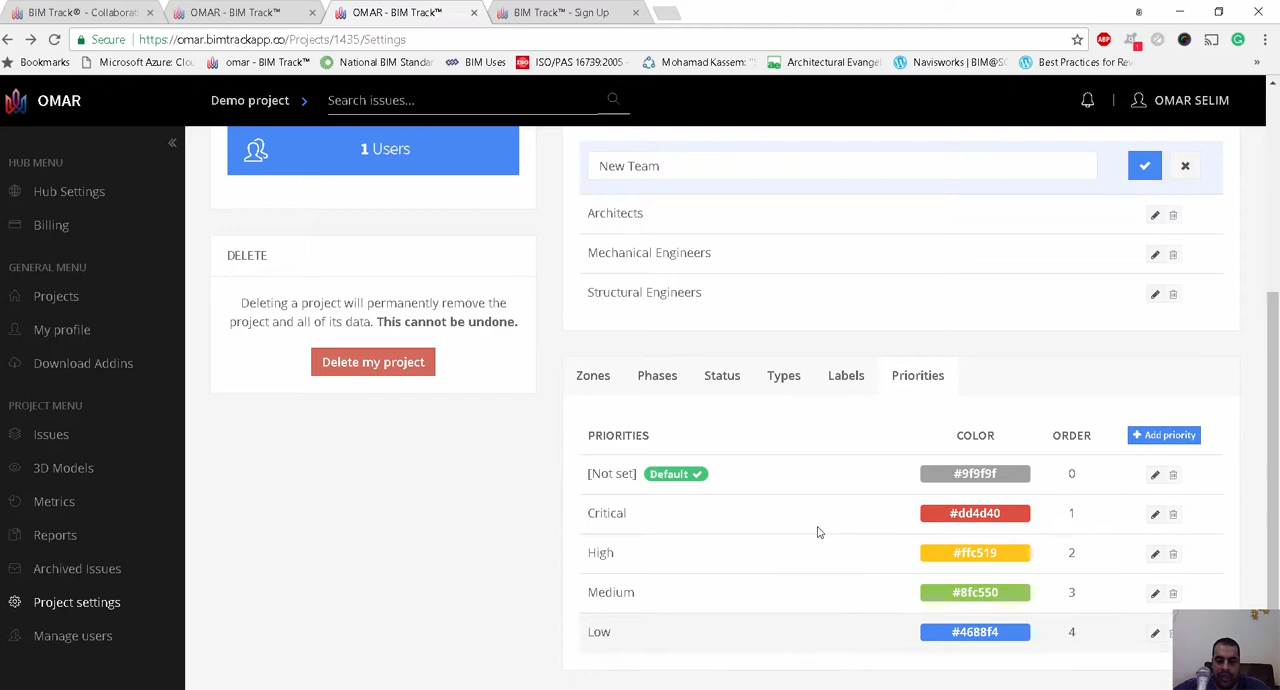 BIM Track® - Collaborat
OMAR - BIM Track™
OMAR - BIM Track™
BIM Track™ - Sign Up
Secure
https://omar.bimtrackapp.co/Projects/1435/Settings
ABP
1
Bookmarks
Microsoft Azure: Clou
omar - BIM Track™
National BIM Standar
BIM Uses
ISO/PAS 16739:2005 -
Mohamad Kassem: "
Architectural Evangel
Navisworks | BIM@S
Best Practices for Rev
OMAR
Demo project
Search issues...
OMAR SELIM
HUB MENU
Hub Settings
Billing
GENERAL MENU
Projects
My profile
Download Addins
PROJECT MENU
Issues
3D Models
Metrics
Reports
Archived Issues
Project settings
Manage users
1 Users
DELETE
Deleting a project will permanently remove the
project and all of its data. This cannot be undone.
Delete my project
New Team
Architects
Mechanical Engineers
Structural Engineers
Zones Phases Status Types Labels Priorities
PRIORITIES COLOR ORDER + Add priority
[Not set] Default #9f9f9f 0
Critical #dd4d40 1
High #ffc519 2
Medium #8fc550 3
Low #4688f4 4